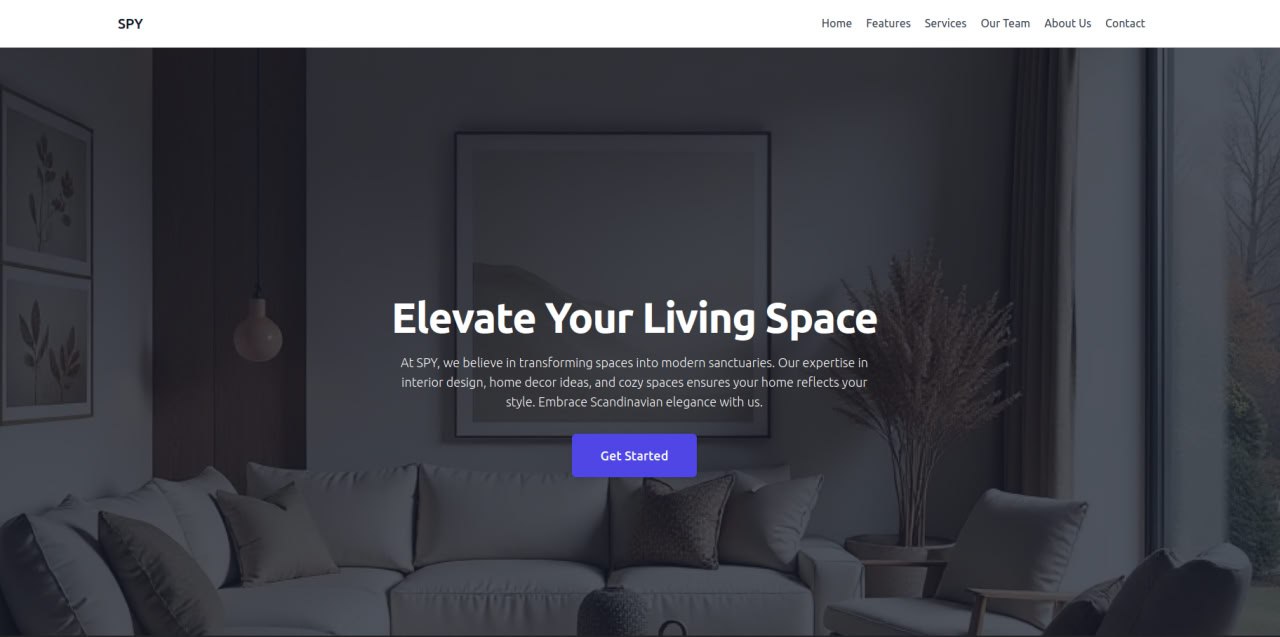 SPY
Home Features Services Our Team About Us Contact
Elevate Your Living Space
At SPY, we believe in transforming spaces into modern sanctuaries. Our expertise in
interior design, home decor ideas, and cozy spaces ensures your home reflects your
style. Embrace Scandinavian elegance with us.
Get Started